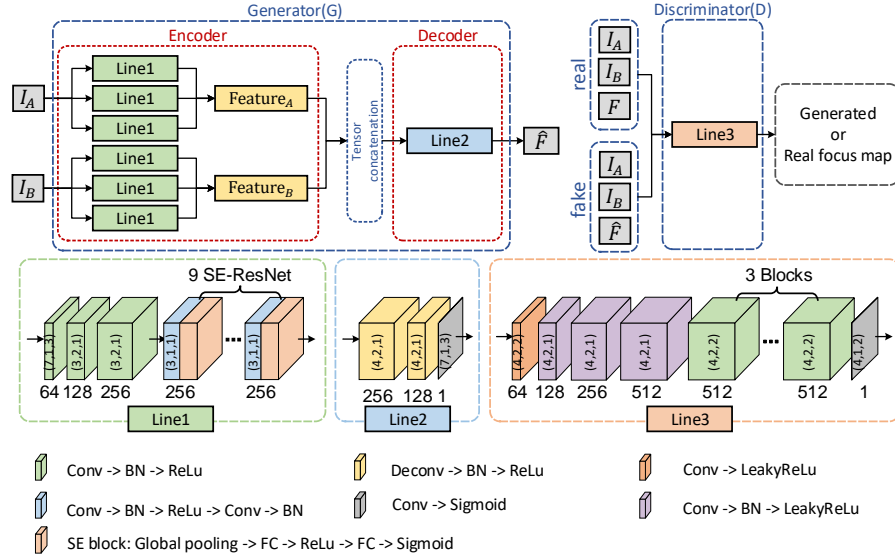 Generator(G)
Discriminator(D)
Encoder
Decoder
I_A
Line1
Line1
Line1
Feature_A
I_B
Line1
Line1
Line1
Feature_B
Tensor
concatenation
Line2
F̂
real
I_A
I_B
F
fake
I_A
I_B
F̂
Line3
Generated
or
Real focus map
9 SE-ResNet
(7,1,3)
(3,2,1)
(3,2,1)
(3,1,1)
...
(3,1,1)
64 128 256 256 256
Line1
(4,2,1)
(4,2,1)
(7,1,3)
256 128 1
Line2
3 Blocks
(4,2,2)
(4,2,1)
(4,2,1)
(4,2,1)
(4,2,2)
...
(4,2,2)
(4,1,2)
64 128 256 512 512 512 1
Line3
Conv -> BN -> ReLu
Deconv -> BN -> ReLu
Conv -> LeakyReLu
Conv -> BN -> ReLu -> Conv -> BN
Conv -> Sigmoid
Conv -> BN -> LeakyReLu
SE block: Global pooling -> FC -> ReLu -> FC -> Sigmoid